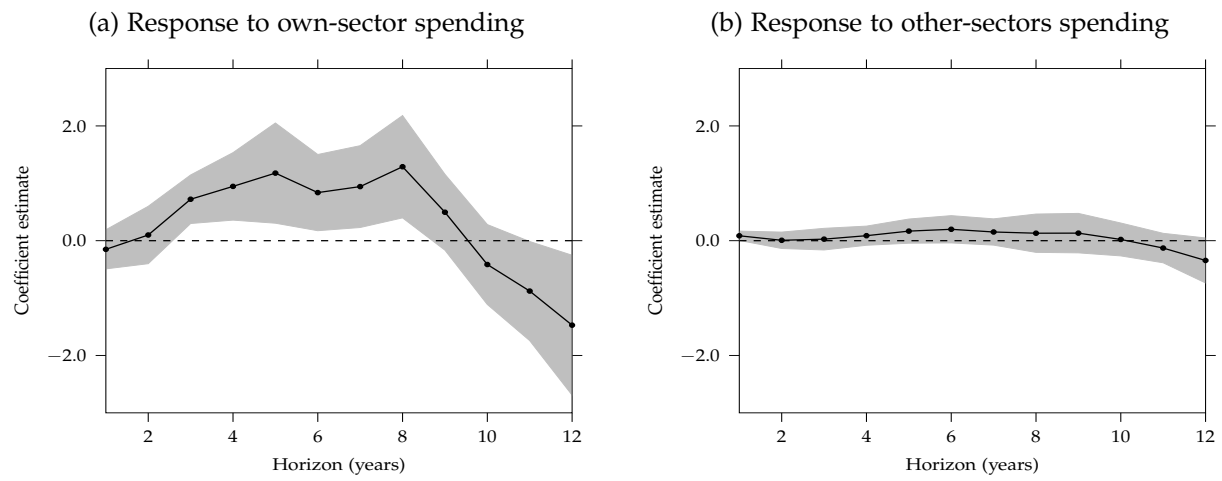 (a) Response to own-sector spending
2.0
0.0
−2.0
Coefficient estimate
2 4 6 8 10 12
Horizon (years)
(b) Response to other-sectors spending
2.0
0.0
−2.0
Coefficient estimate
2 4 6 8 10 12
Horizon (years)